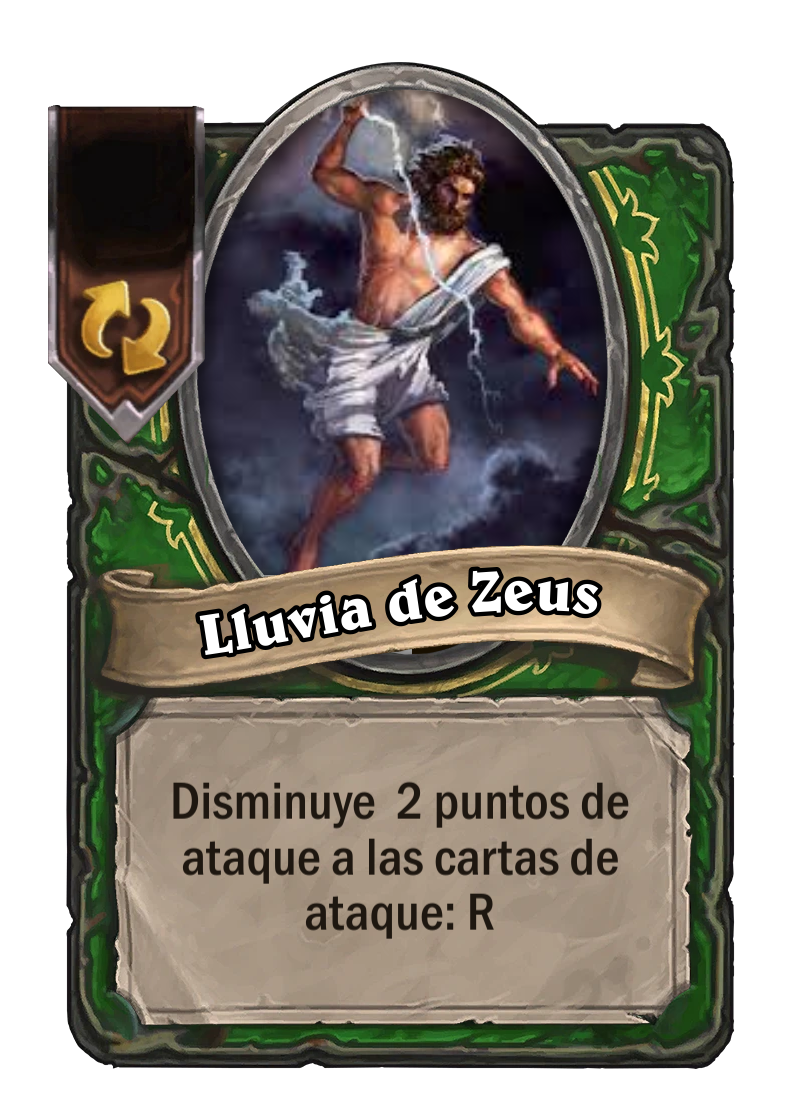 Lluvia de Zeus
Disminuye 2 puntos de
ataque a las cartas de
ataque: R